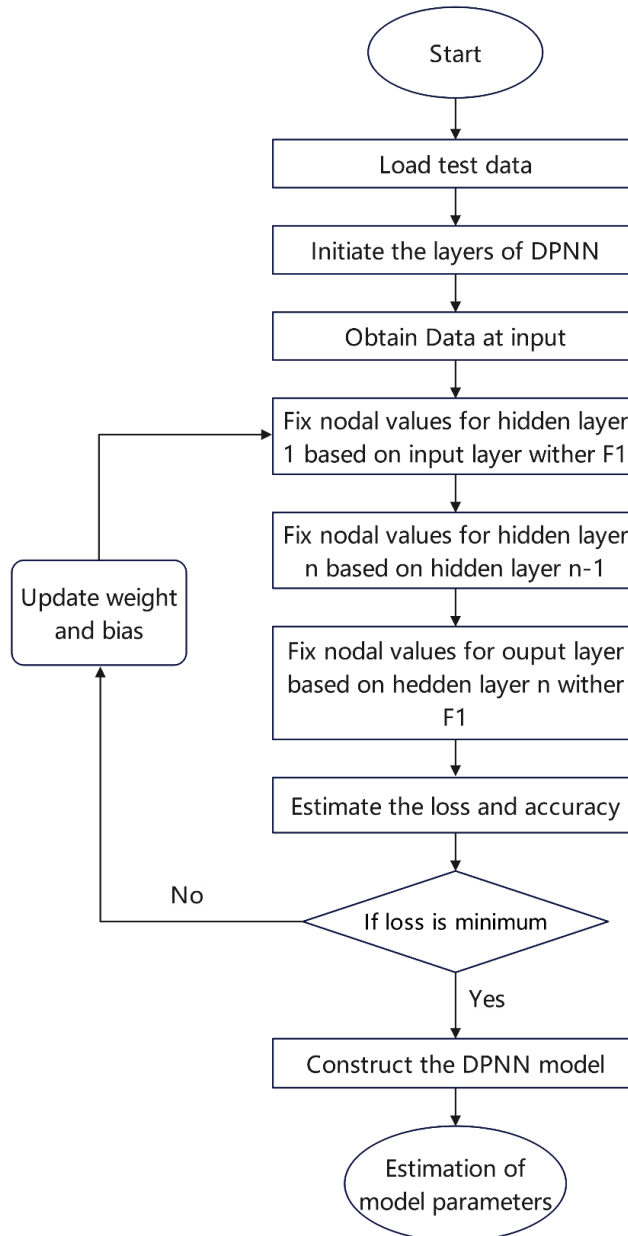 Start
Load test data
Initiate the layers of DPNN
Obtain Data at input
Fix nodal values for hidden layer
1 based on input layer wither F1
Fix nodal values for hidden layer
n based on hidden layer n-1
Update weight
and bias
Fix nodal values for ouput layer
based on hedden layer n wither
F1
Estimate the loss and accuracy
No
If loss is minimum
Yes
Construct the DPNN model
Estimation of
model parameters